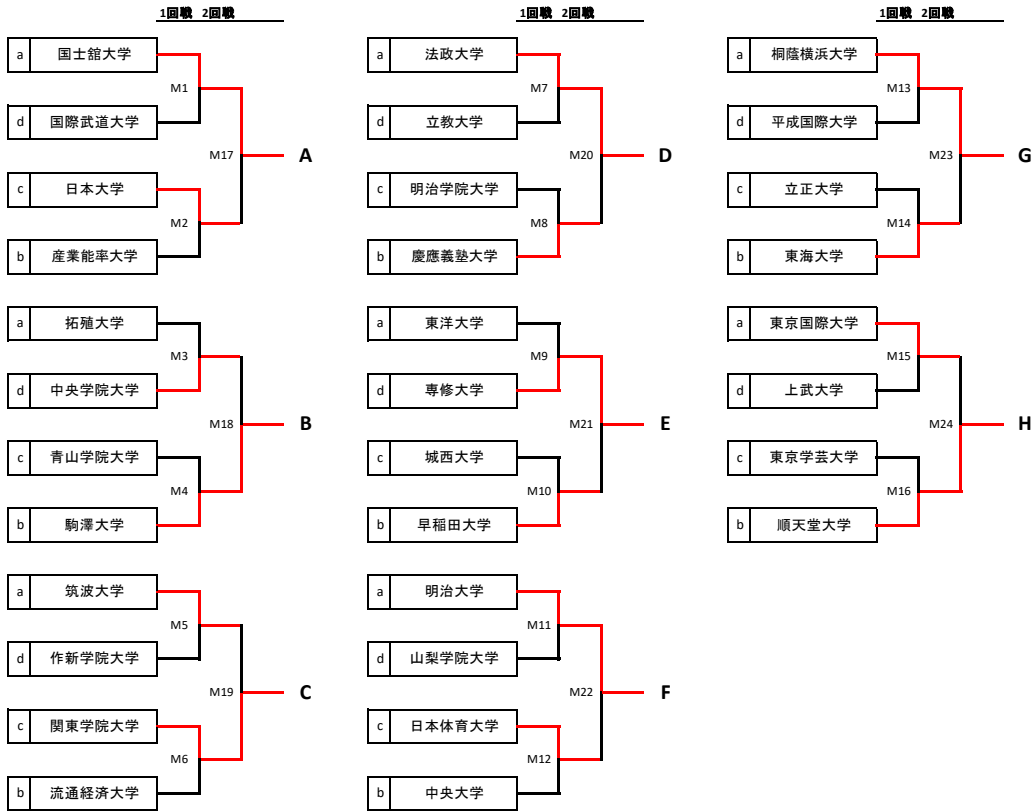 1回戦 2回戦
a 国士舘大学
M1
d 国際武道大学
M17 A
c 日本大学
M2
b 産業能率大学
a 拓殖大学
M3
d 中央学院大学
M18 B
c 青山学院大学
M4
b 駒澤大学
a 筑波大学
M5
d 作新学院大学
M19 C
c 関東学院大学
M6
b 流通経済大学
1回戦 2回戦
a 法政大学
M7
d 立教大学
M20 D
c 明治学院大学
M8
b 慶應義塾大学
a 東洋大学
M9
d 専修大学
M21 E
c 城西大学
M10
b 早稲田大学
a 明治大学
M11
d 山梨学院大学
M22 F
c 日本体育大学
M12
b 中央大学
1回戦 2回戦
a 桐蔭横浜大学
M13
d 平成国際大学
M23 G
c 立正大学
M14
b 東海大学
a 東京国際大学
M15
d 上武大学
M24 H
c 東京学芸大学
M16
b 順天堂大学